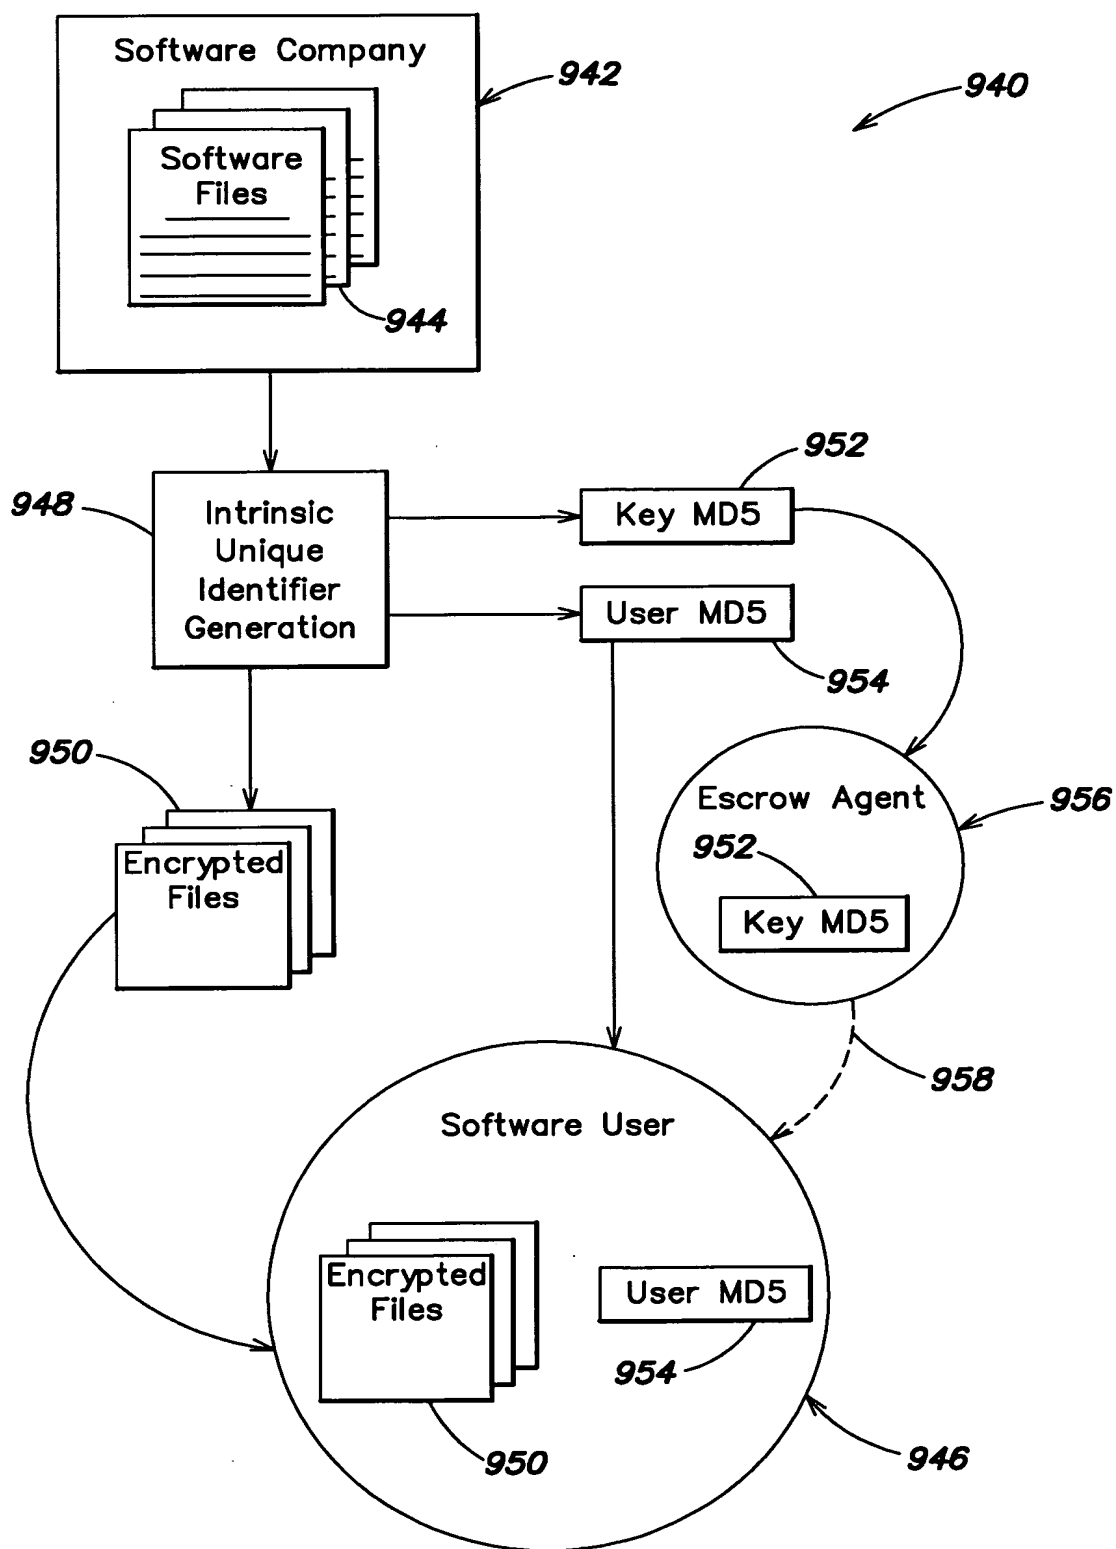 Software Company
942
940
Software
Files
944
952
948
Intrinsic
Unique
Identifier
Generation
Key MD5
User MD5
954
950
Escrow Agent
956
952
Encrypted
Files
Key MD5
958
Software User
Encrypted
Files
User MD5
954
950
946